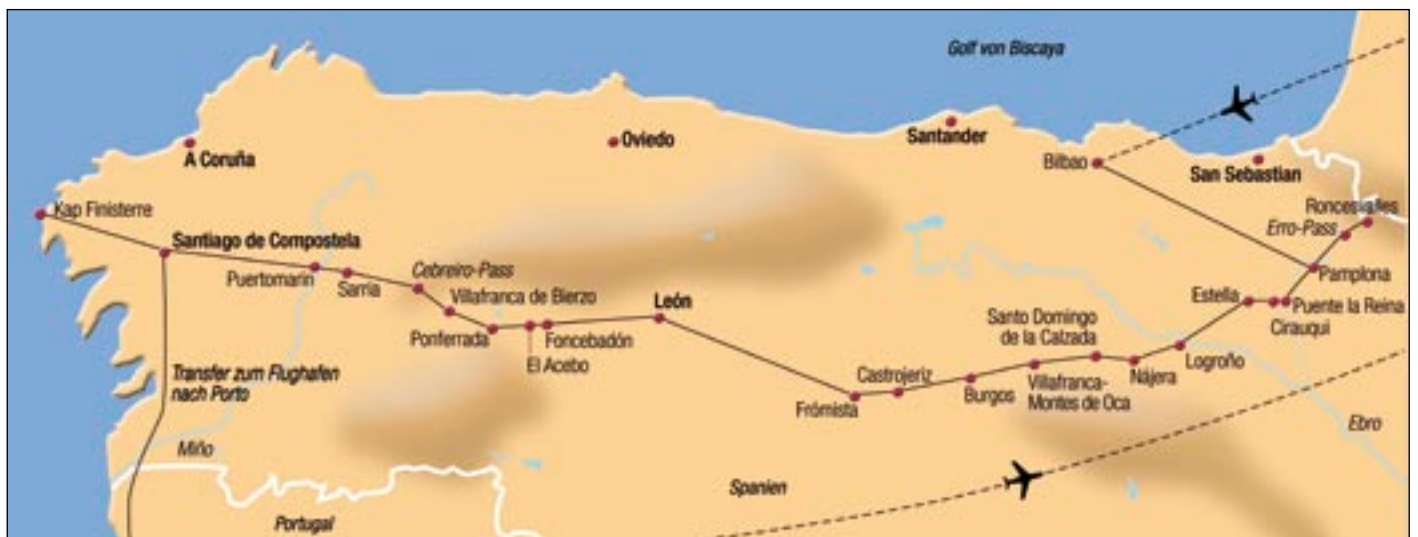 Golf von Biscaya
A Coruña
Oviedo
Santander
Bilbao
San Sebastian
Roncesvalles
Erro-Pass
Kap Finisterre
Santiago de Compostela
Puertomarin
Sarria
Cebreiro-Pass
Villafranca de Bierzo
Ponferrada
El Acebo
Foncebadón
León
Pamplona
Estella
Puente la Reina
Cirauqui
Santo Domingo
de la Calzada
Logroño
Nájera
Villafranca-
Montes de Oca
Burgos
Castrojeriz
Frómista
Transfer zum Flughafen
nach Porto
Miño
Ebro
Spanien
Portugal